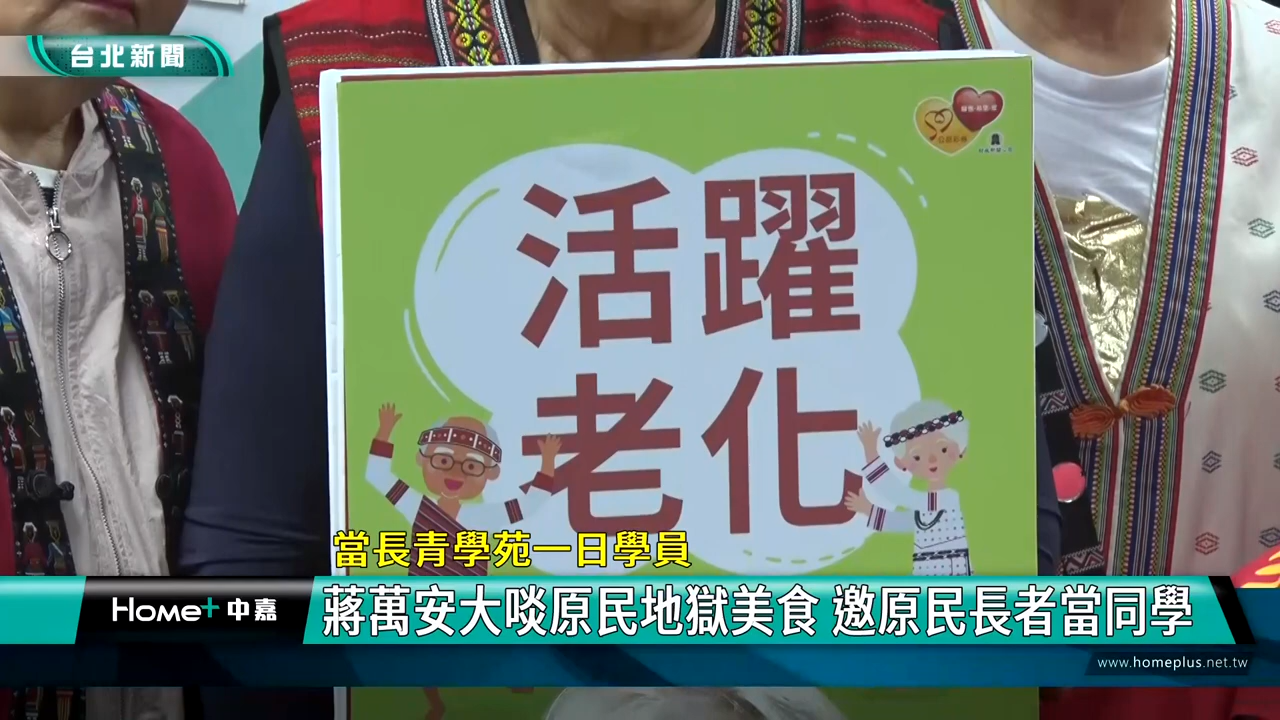 台北新聞
活躍
老化
當長青學苑一日學員
Home+中嘉
蔣萬安大啖原民地獄美食 邀原民長者當同學
www.homeplus.net.tw